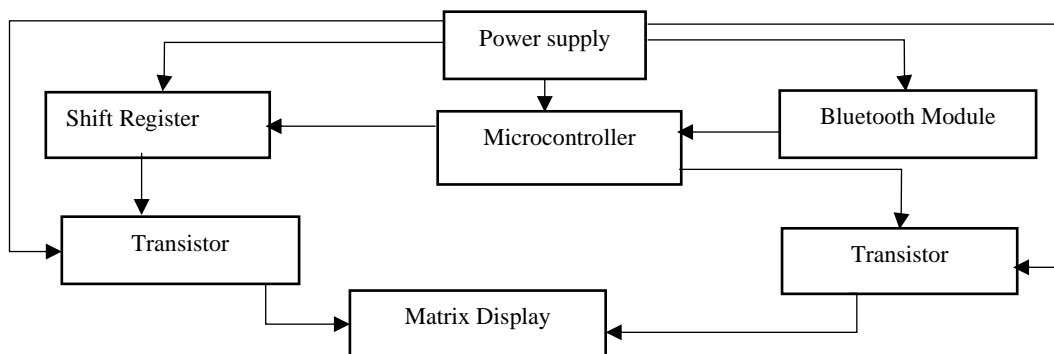 Power supply
Shift Register
Microcontroller
Bluetooth Module
Transistor
Transistor
Matrix Display